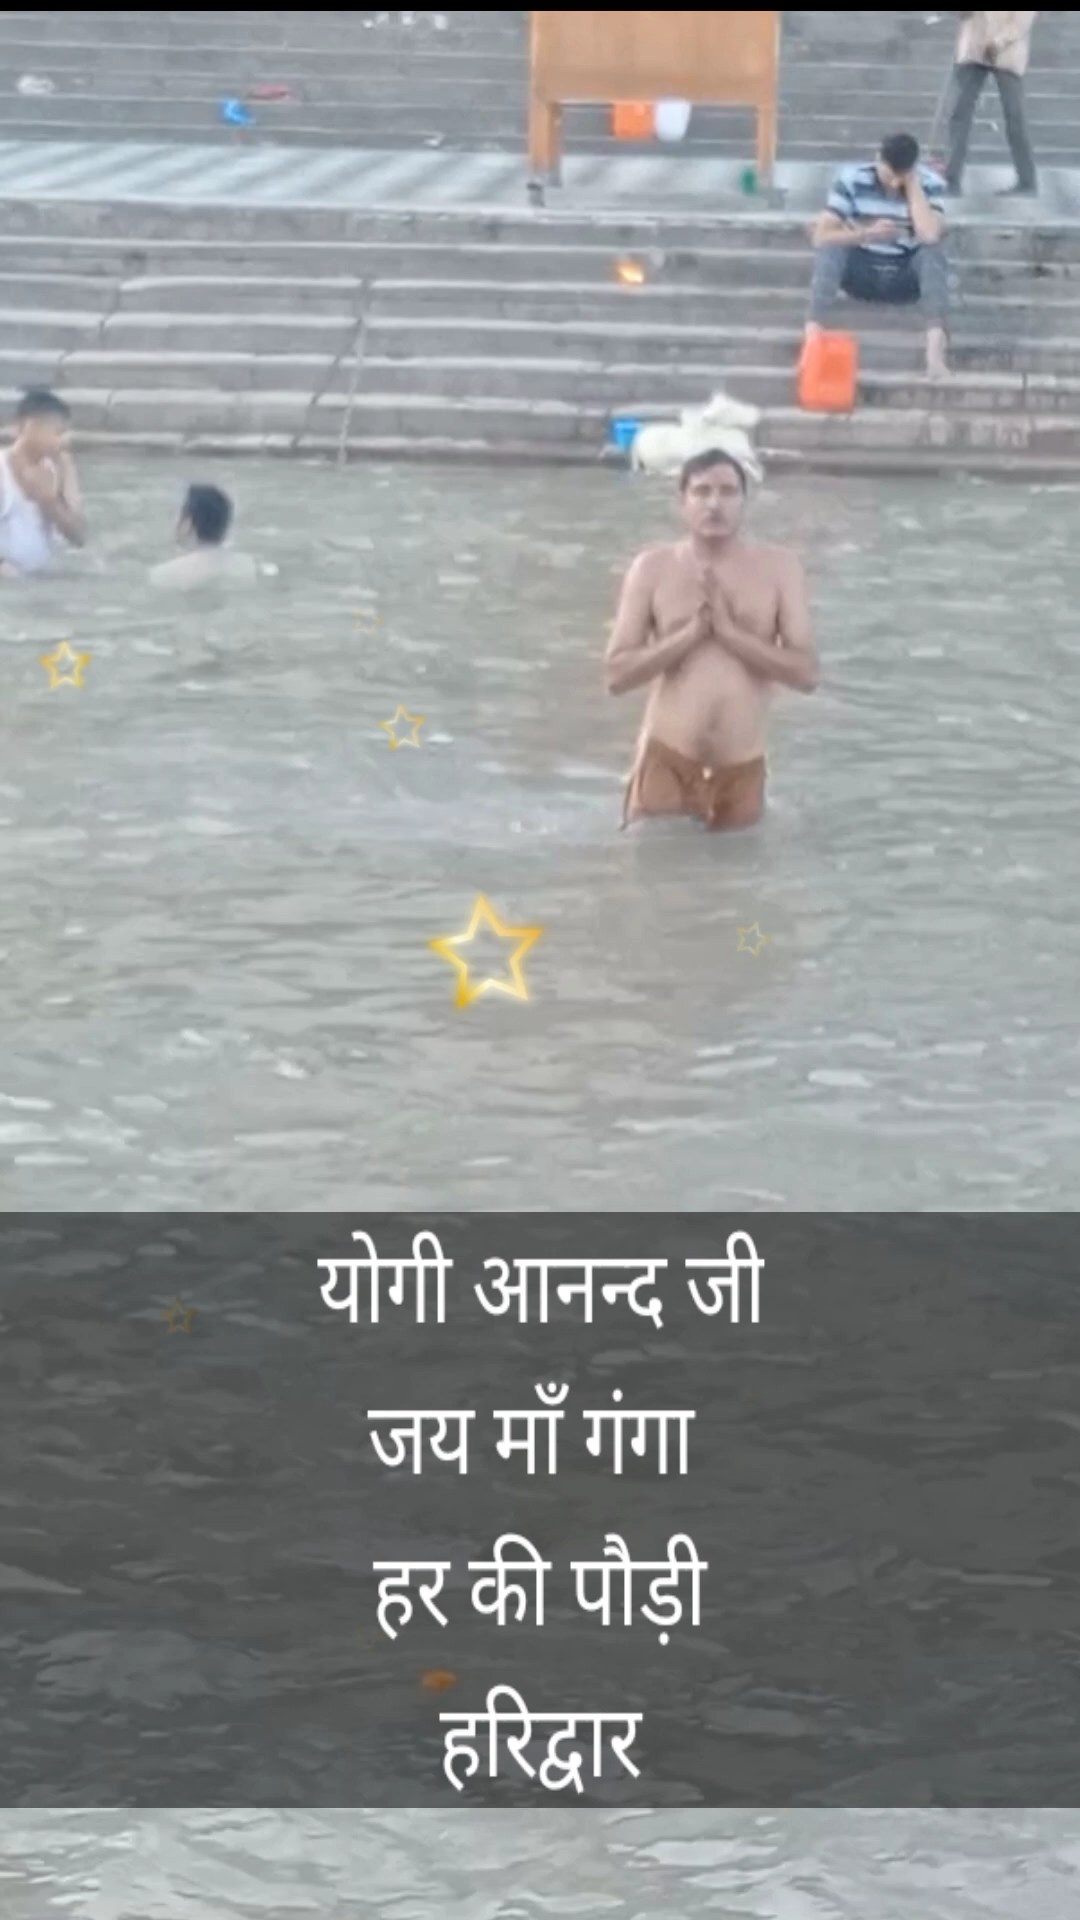 योगी आनन्द जी
जय माँ गंगा
हर की पौड़ी
हरिद्वार